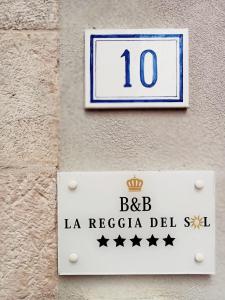 10
B&B
LA REGGIA DEL SOL
★★★★★